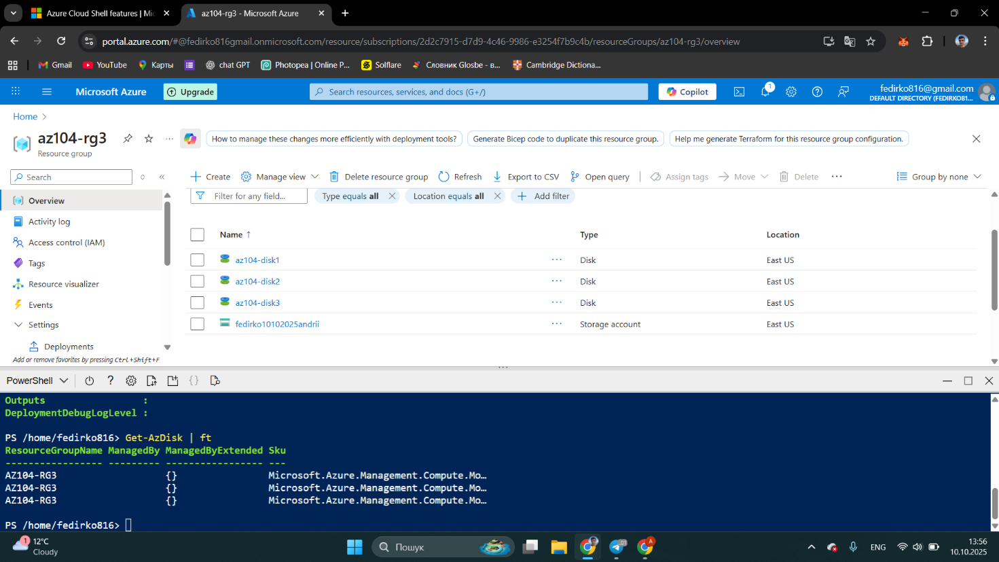 Azure Cloud Shell features | Mic
az104-rg3 - Microsoft Azure
portal.azure.com/#@fedirko816gmail.onmicrosoft.com/resource/subscriptions/2d2c7915-d7d9-4c46-9986-e3254f7b9c4b/resourceGroups/az104-rg3/overview
Gmail YouTube Карты chat GPT Photopea | Online P... Solflare Словник Glosbe - в... Cambridge Dictiona...
Microsoft Azure Upgrade Search resources, services, and docs (G+/) Copilot 1 fedirko816@gmail.com
DEFAULT DIRECTORY (FEDIRKO81...
Home
az104-rg3
Resource group
How to manage these changes more efficiently with deployment tools? Generate Bicep code to duplicate this resource group. Help me generate Terraform for this resource group configuration.
Search
Create Manage view Delete resource group Refresh Export to CSV Open query Assign tags Move Delete Group by none
Overview
Activity log
Access control (IAM)
Tags
Resource visualizer
Events
Settings
Deployments
Add or remove favorites by pressing Ctrl+Shift+F
Filter for any field... Type equals all Location equals all Add filter
Name ↑ Type Location
az104-disk1 Disk East US
az104-disk2 Disk East US
az104-disk3 Disk East US
fedirko10102025andrii Storage account East US
PowerShell
Outputs :
DeploymentDebugLogLevel :
PS /home/fedirko816> Get-AzDisk | ft
ResourceGroupName ManagedBy ManagedByExtended Sku
----------------- --------- ----------------- ---
AZ104-RG3 {} Microsoft.Azure.Management.Compute.Mo…
AZ104-RG3 {} Microsoft.Azure.Management.Compute.Mo…
AZ104-RG3 {} Microsoft.Azure.Management.Compute.Mo…
PS /home/fedirko816>
1 12°C
Cloudy
Пошук
ENG
13:56
10.10.2025